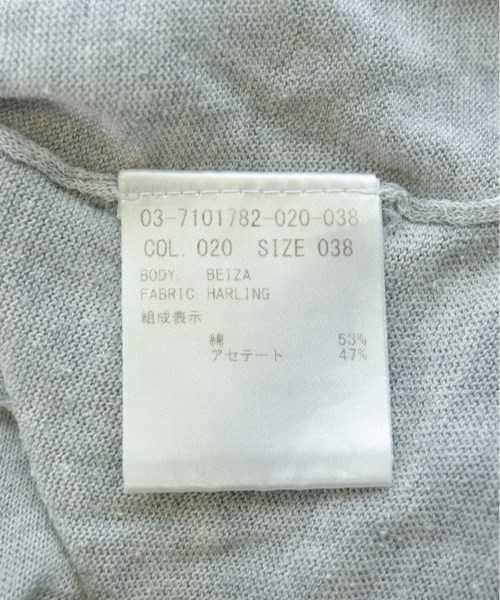 03-7101782-020-038
COL. 020 SIZE 038
BODY. BEIZA
FABRIC. HARLING
組成表示
綿 53%
アセテート 47%